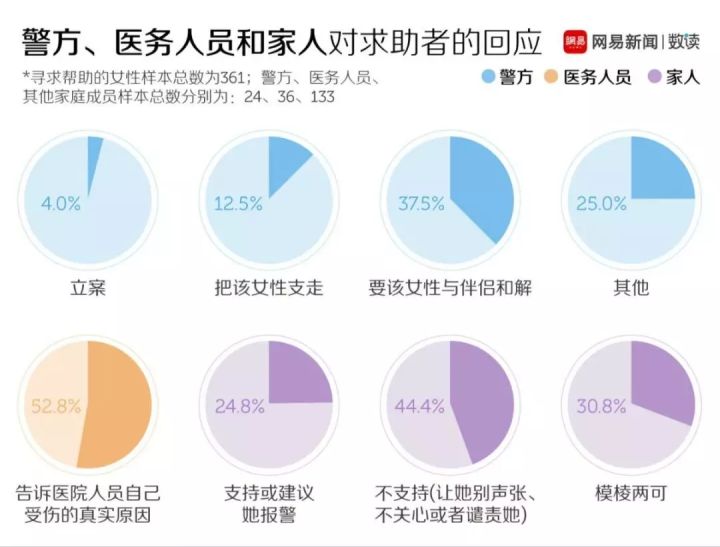 警方、医务人员和家人对求助者的回应
網易 网易新闻 | 数读
*寻求帮助的女性样本总数为361；警方、医务人员、
其他家庭成员样本总数分别为：24、36、133
警方 医务人员 家人
4.0% 12.5% 37.5% 25.0%
立案 把该女性支走 要该女性与伴侣和解 其他
52.8% 24.8% 44.4% 30.8%
告诉医院人员自己 支持或建议 不支持(让她别声张、 模棱两可
受伤的真实原因 她报警 不关心或者谴责她)